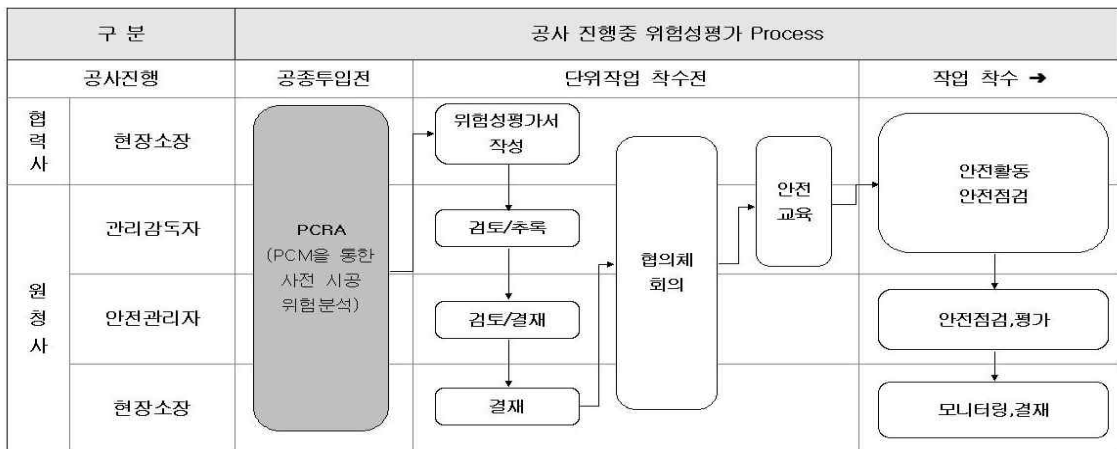 구 분
공사 진행중 위험성평가 Process
공사진행
공종투입전
단위작업 착수전
작업 착수 ➔
협
력
사
현장소장
위험성평가서
작성
안전활동
안전점검
안전
교육
원
청
사
관리감독자
PCRA
(PCM을 통한
사전 시공
위험분석)
검토/추록
협의체
회의
안전관리자
검토/결재
안전점검,평가
현장소장
결재
모니터링,결재